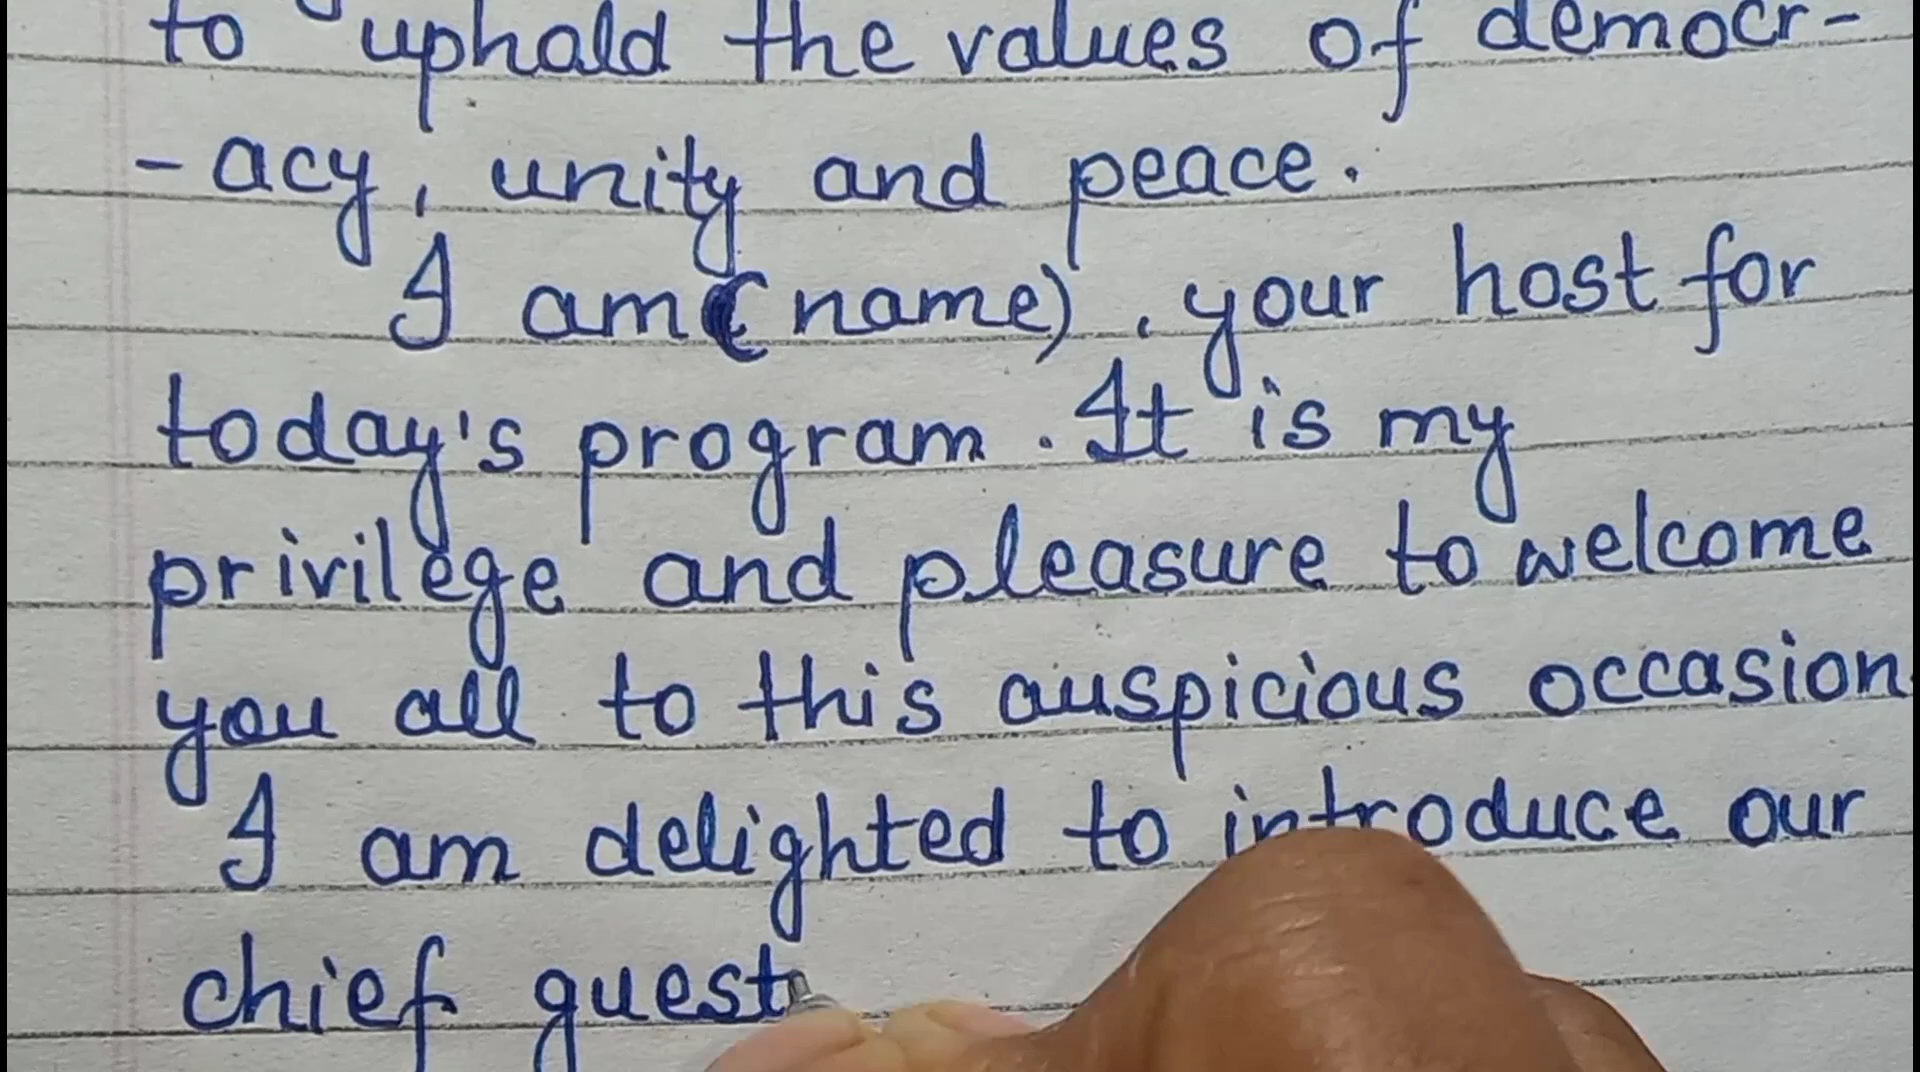 to uphald the values of democr-
- acy, unity and peace.
I am (name), your host for
today's program. It is my
privilege and pleasure to welcome
you all to this auspicious occasion.
I am delighted to introduce our
chief guest